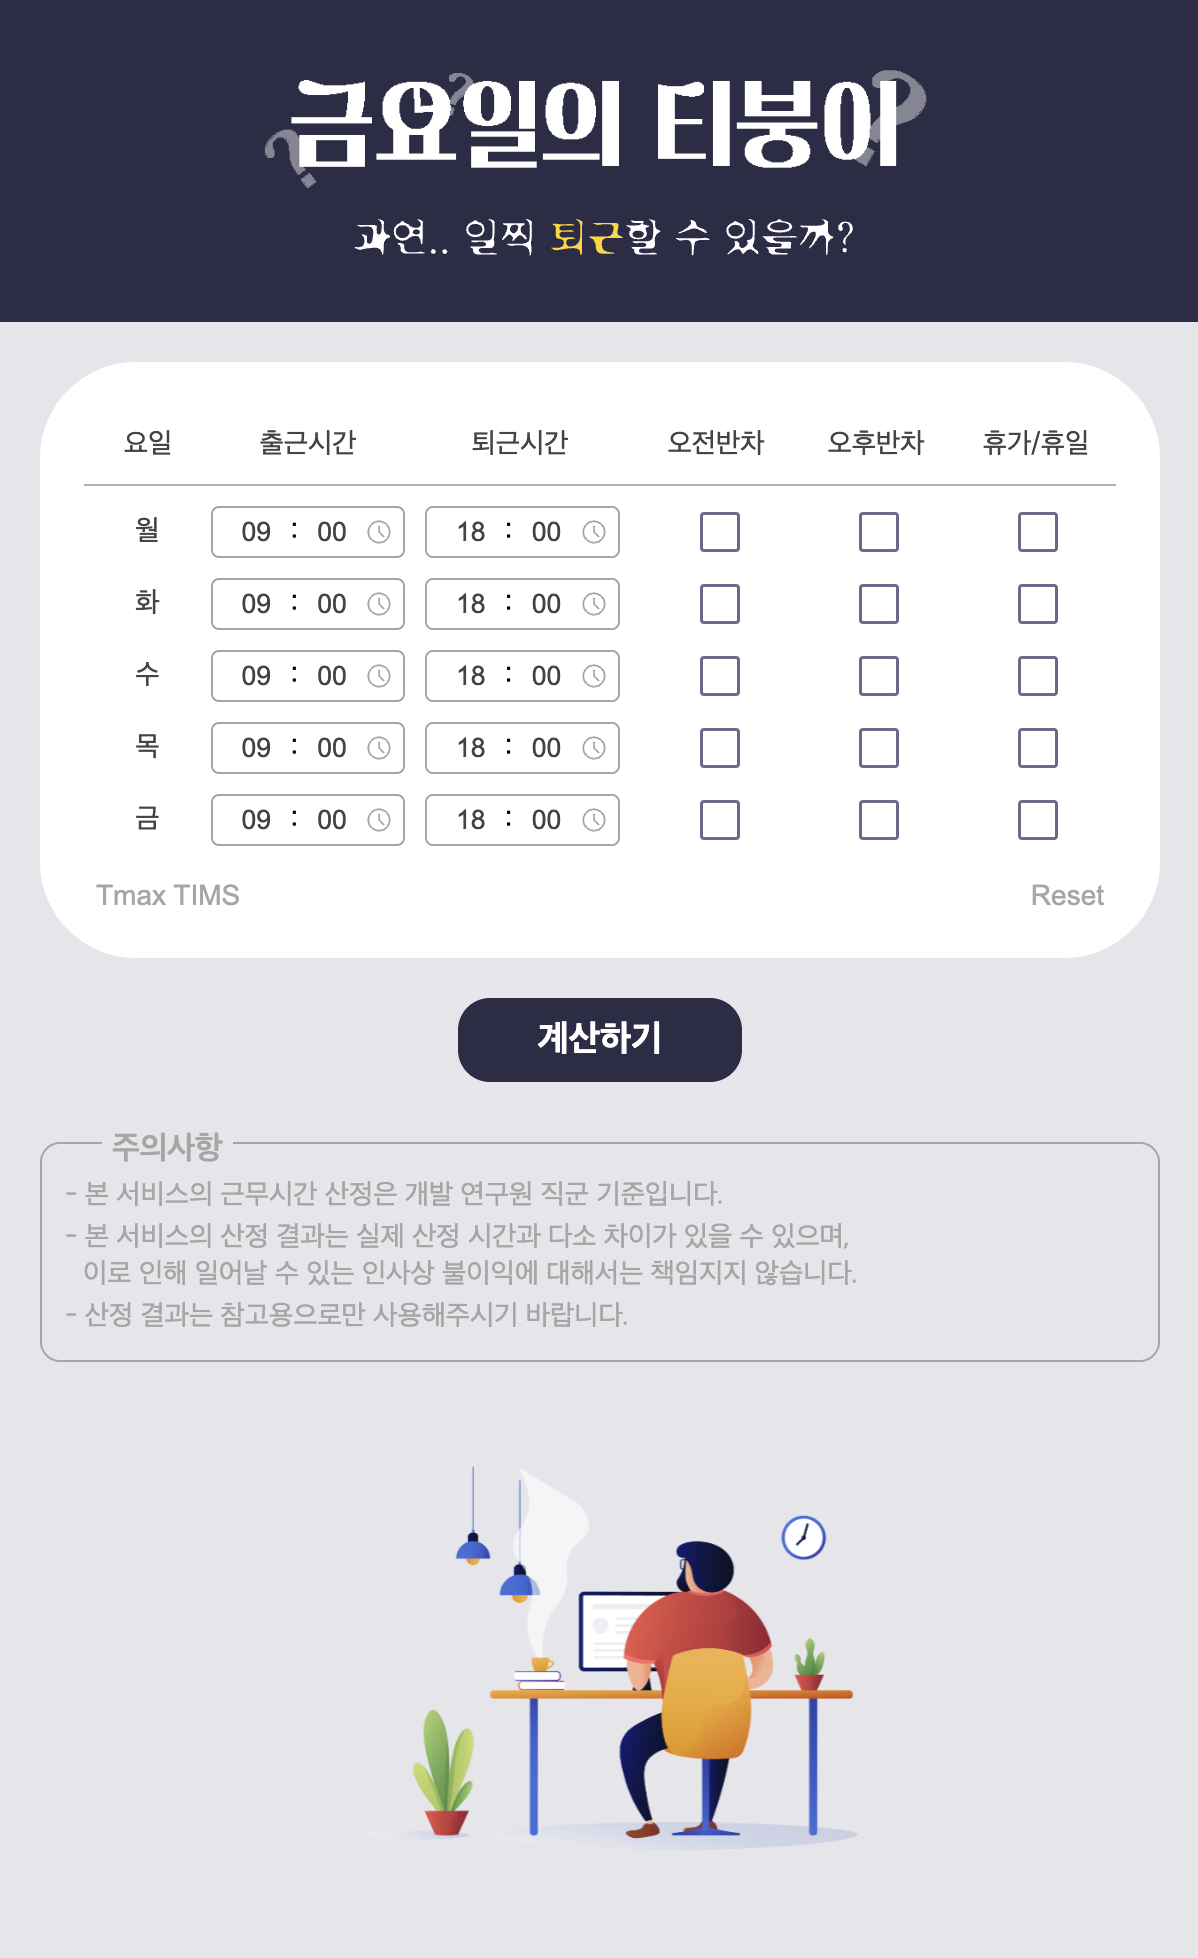 금요일의 티붕이
과연.. 일찍 퇴근할 수 있을까?
요일 출근시간 퇴근시간 오전반차 오후반차 휴가/휴일
월 09 : 00 18 : 00
화 09 : 00 18 : 00
수 09 : 00 18 : 00
목 09 : 00 18 : 00
금 09 : 00 18 : 00
Tmax TIMS Reset
계산하기
주의사항
- 본 서비스의 근무시간 산정은 개발 연구원 직군 기준입니다.
- 본 서비스의 산정 결과는 실제 산정 시간과 다소 차이가 있을 수 있으며,
이로 인해 일어날 수 있는 인사상 불이익에 대해서는 책임지지 않습니다.
- 산정 결과는 참고용으로만 사용해주시기 바랍니다.